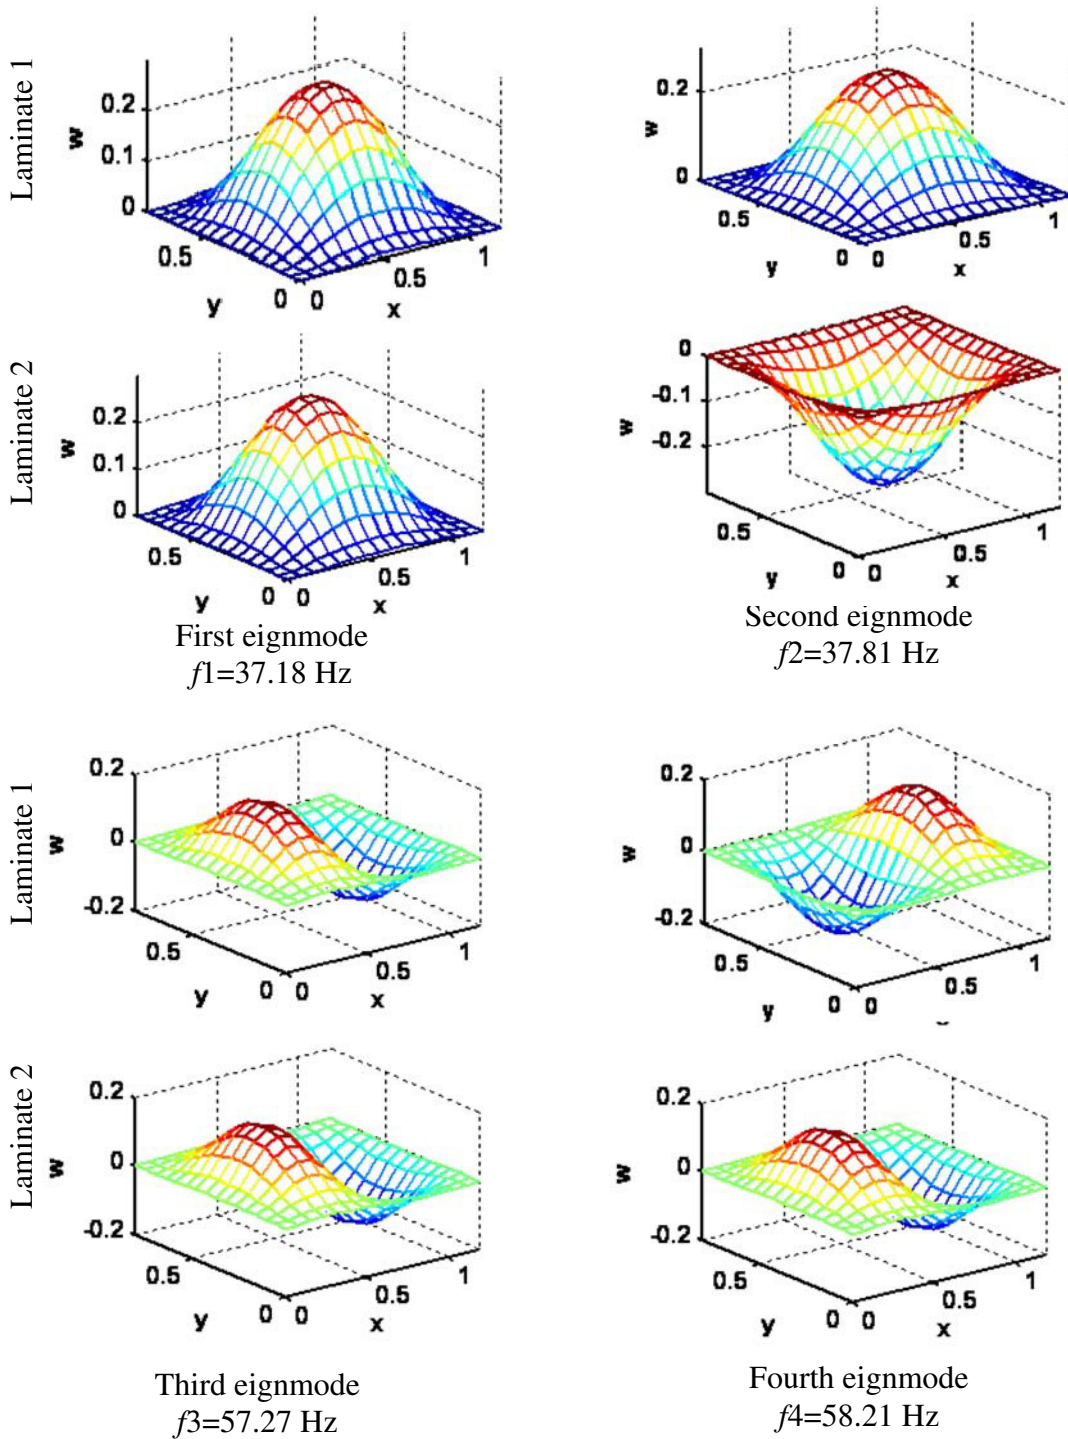 Laminate 1
w
0.2
0.1
0
0.5
0
y
0
0.5
1
x
w
0.2
0
0.5
0
y
0
0.5
1
x
Laminate 2
w
0.2
0.1
0
0.5
0
y
0
0.5
1
x
w
0
-0.1
-0.2
0.5
0
y
0
0.5
1
x
First eignmode
f1=37.18 Hz
Second eignmode
f2=37.81 Hz
Laminate 1
w
0.2
0
-0.2
0.5
0
y
0
0.5
1
x
w
0.2
0
-0.2
0.5
0
y
0
0.5
1
Laminate 2
w
0.2
0
-0.2
0.5
0
y
0
0.5
1
x
w
0.2
0
-0.2
0.5
0
y
0
0.5
1
x
Third eignmode
f3=57.27 Hz
Fourth eignmode
f4=58.21 Hz